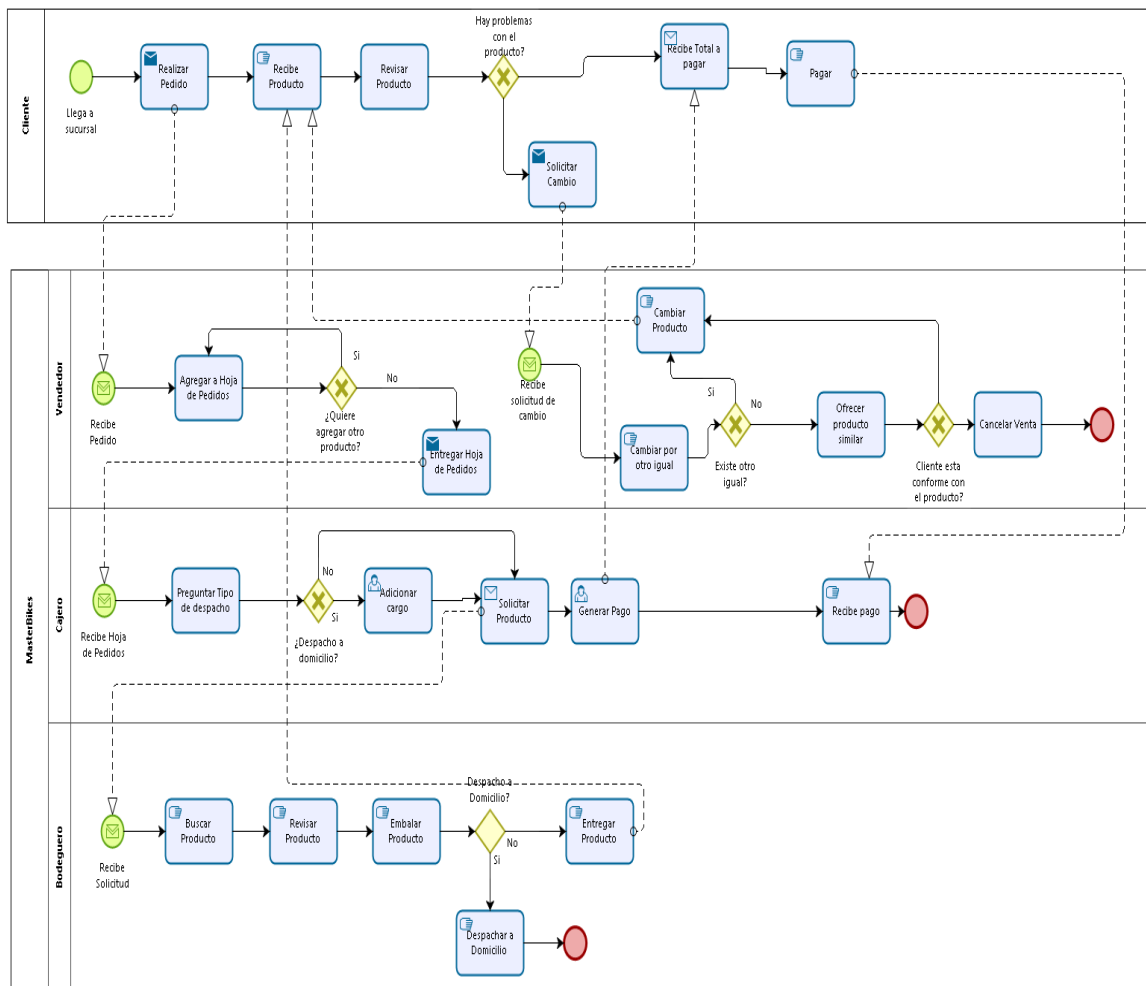 Cliente
Llega a
sucursal
Realizar
Pedido
Recibe
Producto
Revisar
Producto
Hay problemas
con el
producto?
Solicitar
Cambio
Recibe Total a
pagar
Pagar
MasterBikes
Vendedor
Recibe
Pedido
Agregar a Hoja
de Pedidos
Si
No
¿Quiere
agregar otro
producto?
Entregar Hoja
de Pedidos
Recibe
solicitud de
cambio
Cambiar por
otro igual
Cambiar
Producto
Si
No
Existe otro
igual?
Ofrecer
producto
similar
Cliente esta
conforme con
el producto?
Cancelar Venta
Cajero
Recibe Hoja
de Pedidos
Preguntar Tipo
de despacho
No
Si
¿Despacho a
domicilio?
Adicionar
cargo
Solicitar
Producto
Generar Pago
Recibe pago
Bodeguero
Recibe
Solicitud
Buscar
Producto
Revisar
Producto
Embalar
Producto
Despacho a
Domicilio?
No
Si
Entregar
Producto
Despachar a
Domicilio